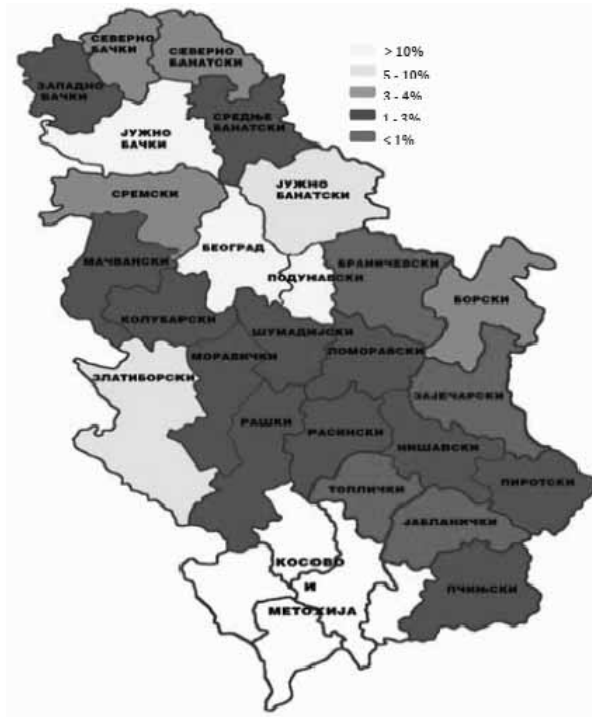 СЕВЕРНО
БАЧКИ
СЕВЕРНО
БАНАТСКИ
> 10%
5 - 10%
3 - 4%
1 - 3%
< 1%
ЗАПАДНО
БАЧКИ
СРЕДЊЕ
БАНАТСКИ
ЈУЖНО
БАЧКИ
ЈУЖНО
БАНАТСКИ
СРЕМСКИ
БЕОГРАД
МАЧВАНСКИ
ПОДУНАВСКИ
БРАНИЧЕВСКИ
БОРСКИ
КОЛУБАРСКИ
ШУМАДИЈСКИ
МОРАВИЧКИ
ПОМОРАВСКИ
ЗЛАТИБОРСКИ
ЗАЈЕЧАРСКИ
РАШКИ
РАСИНСКИ
НИШАВСКИ
ПИРОТСКИ
ТОПЛИЧКИ
ЈАБЛАНИЧКИ
КОСОВО
И
МЕТОХИЈА
ПЧИЊСКИ